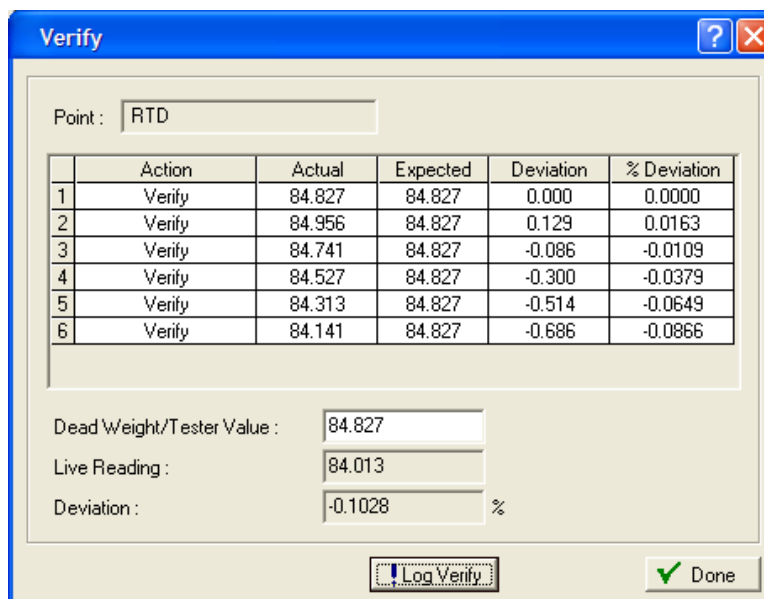 Verify
Point : RTD
Action Actual Expected Deviation % Deviation
1 Verify 84.827 84.827 0.000 0.0000
2 Verify 84.956 84.827 0.129 0.0163
3 Verify 84.741 84.827 -0.086 -0.0109
4 Verify 84.527 84.827 -0.300 -0.0379
5 Verify 84.313 84.827 -0.514 -0.0649
6 Verify 84.141 84.827 -0.686 -0.0866
Dead Weight/Tester Value : 84.827
Live Reading : 84.013
Deviation : -0.1028 %
Log Verify Done